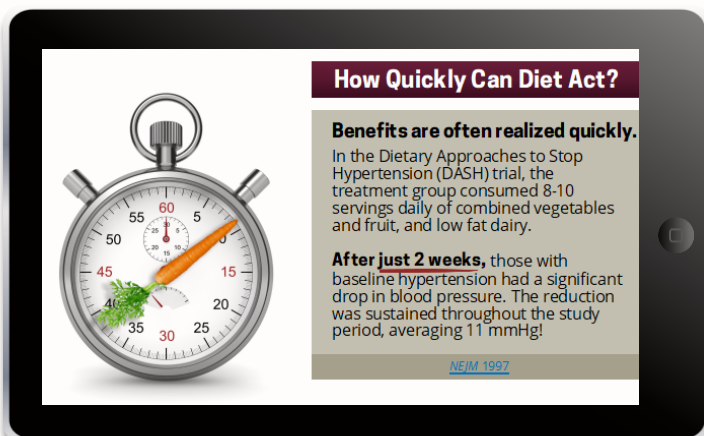 How Quickly Can Diet Act?
Benefits are often realized quickly.
In the Dietary Approaches to Stop
Hypertension (DASH) trial, the
treatment group consumed 8-10
servings daily of combined vegetables
and fruit, and low fat dairy.
After just 2 weeks, those with
baseline hypertension had a significant
drop in blood pressure. The reduction
was sustained throughout the study
period, averaging 11 mmHg!
NEJM 1997
60
55
5
50
45
15
20
35
25
30